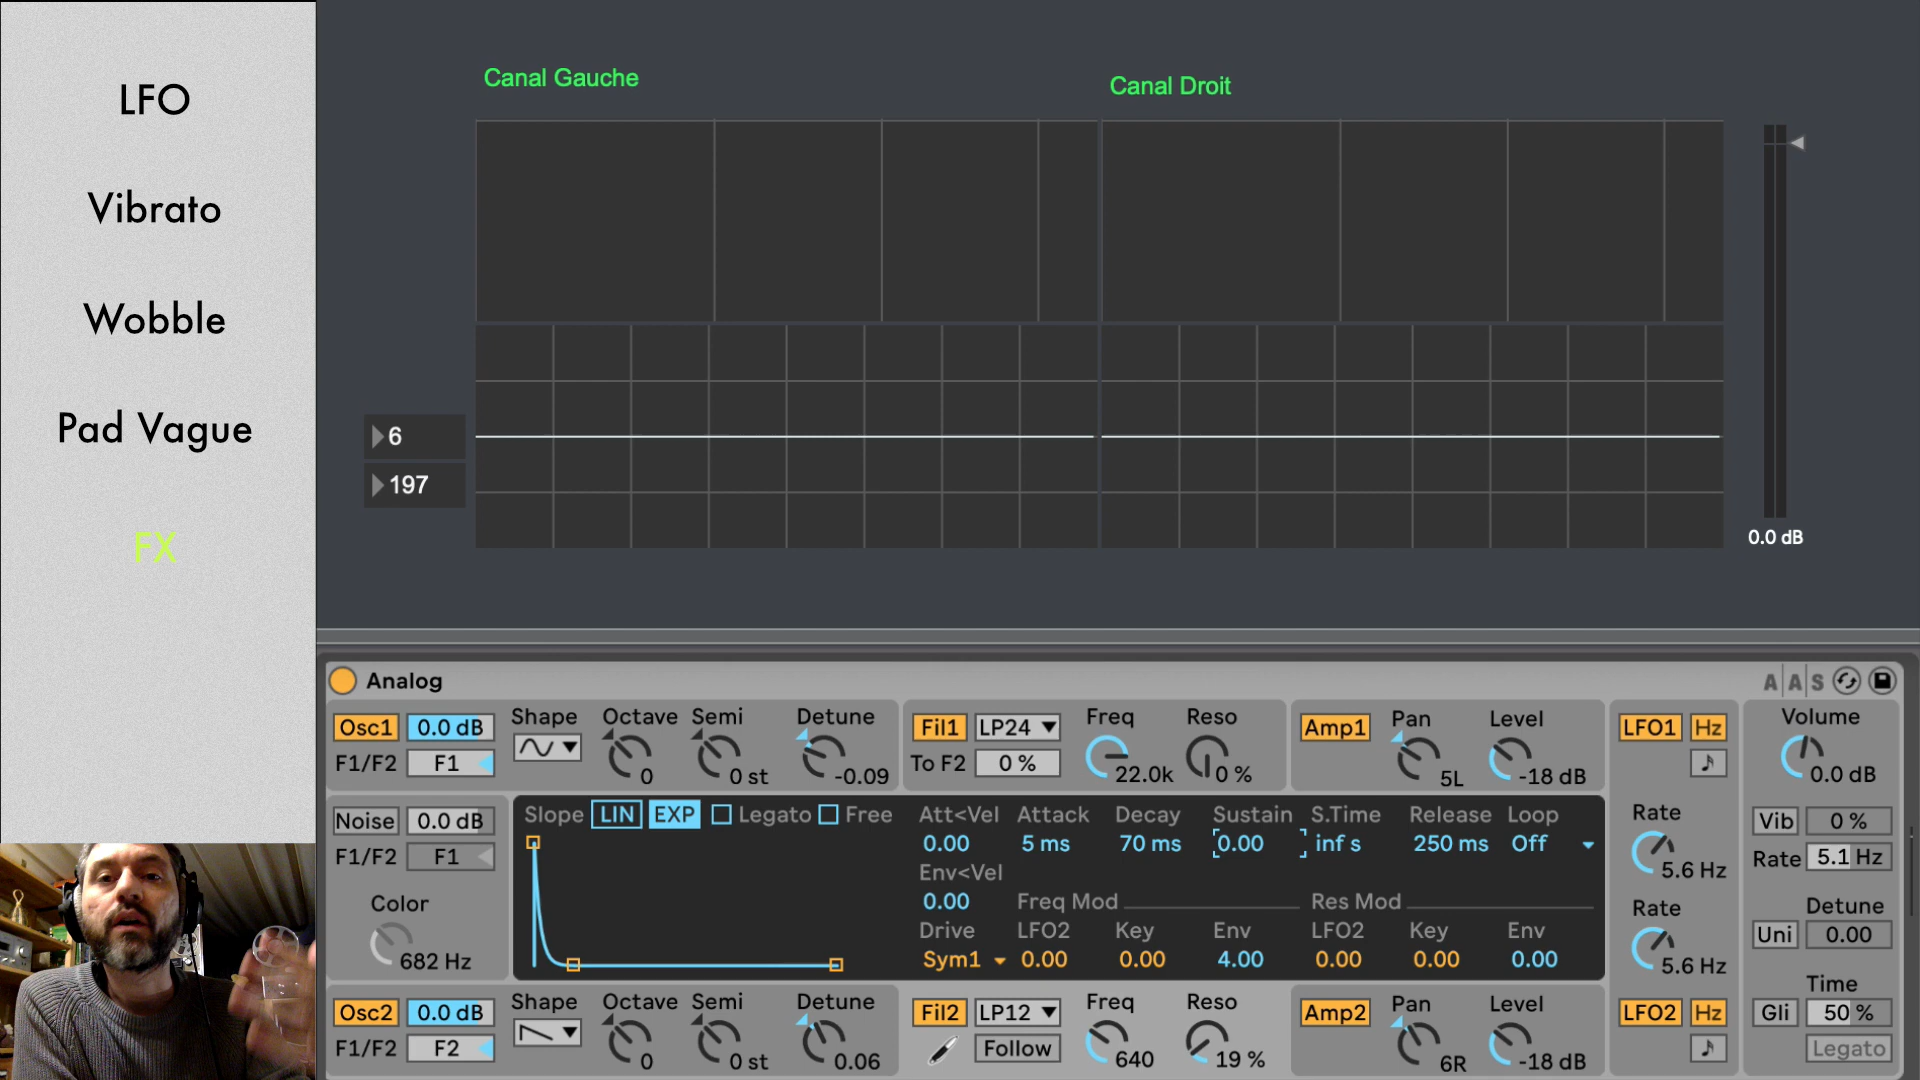 LFO
Vibrato
Wobble
Pad Vague
FX
Canal Gauche
Canal Droit
6
197
0.0 dB
Analog
A A S
Osc1 0.0 dB Shape Octave Semi Detune
F1/F2 F1 0 0 st -0.09
Fil1 LP24 Freq Reso
To F2 0 % 22.0k 0 %
Amp1 Pan Level
5L -18 dB
LFO1 Hz
Volume
0.0 dB
Noise 0.0 dB
F1/F2 F1
Color
682 Hz
Slope LIN EXP Legato Free
Att<Vel Attack Decay Sustain S.Time Release Loop
0.00 5 ms 70 ms 0.00 inf s 250 ms Off
Env<Vel
0.00 Freq Mod Res Mod
Drive LFO2 Key Env LFO2 Key Env
Sym1 0.00 0.00 4.00 0.00 0.00 0.00
Rate
5.6 Hz
Rate
5.6 Hz
Vib 0 %
Rate 5.1 Hz
Detune
Uni 0.00
Time
Gli 50 %
Legato
Osc2 0.0 dB Shape Octave Semi Detune
F1/F2 F2 0 0 st 0.06
Fil2 LP12 Freq Reso
Follow 640 19 %
Amp2 Pan Level
6R -18 dB
LFO2 Hz